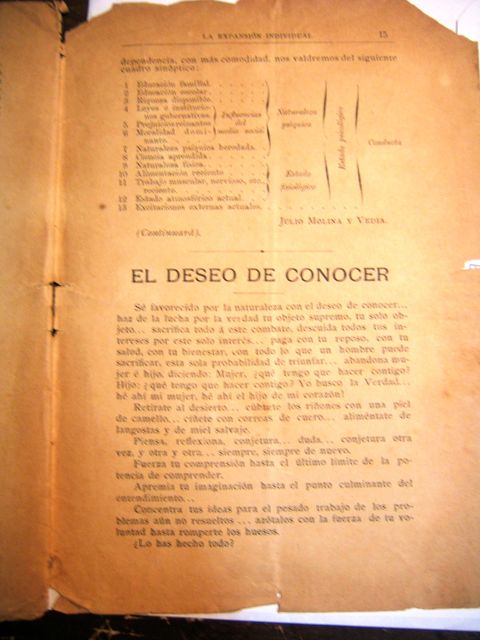 LA EXPANSIÓN INDIVIDUAL 15
dependencia, con más comodidad, nos valdremos del siguiente
cuadro sinóptico:
1 Educación familial.
2 Educación escolar.
3 Riqueza disponible.
4 Leyes é institucio-
nes gubernativas.
5 Prejuicios reinantes
6 Moralidad domi-
nante.
Influencias
del
medio social
7 Naturaleza psíquica heredada.
8 Ciencia aprendida.
9 Naturaleza física.
10 Alimentación reciente
11 Trabajo muscular, nervioso, etc.,
reciente.
12 Estado atmosférico actual.
13 Excitaciones externas actuales.
Naturaleza
psíquica
Estado
fisiológico
Estado psicológico
Conducta
JULIO MOLINA Y VEDIA.
(Continuará).
EL DESEO DE CONOCER
Sé favorecido por la naturaleza con el deseo de conocer...
haz de la lucha por la verdad tu objeto supremo, tu solo ob-
jeto... sacrifica todo á este combate, descuida todos tus in-
tereses por este solo interés... paga con tu reposo, con tu
salud, con tu bienestar, con todo lo que un hombre puede
sacrificar, esta sola probabilidad de triunfar... abandona mu-
jer é hijo, diciendo: Mujer, ¿qué tengo que hacer contigo?
Hijo: ¿qué tengo que hacer contigo? Yo busco la Verdad...
hé ahí mi mujer, hé ahí el hijo de mi corazón!
Retírate al desierto... cúbrete los riñones con una piel
de camello... cíñete con correas de cuero... aliméntate de
langostas y de miel salvaje.
Piensa, reflexiona, conjetura... duda... conjetura otra
vez, y otra y otra... siempre, siempre de nuevo.
Fuerza tu comprensión hasta el último límite de la po-
tencia de comprender.
Apremia tu imaginación hasta el punto culminante del
entendimiento...
Concentra tus ideas para el pesado trabajo de los pro-
blemas aún no resueltos... azótalos con la fuerza de tu vo-
luntad hasta romperte los huesos.
¿Lo has hecho todo?